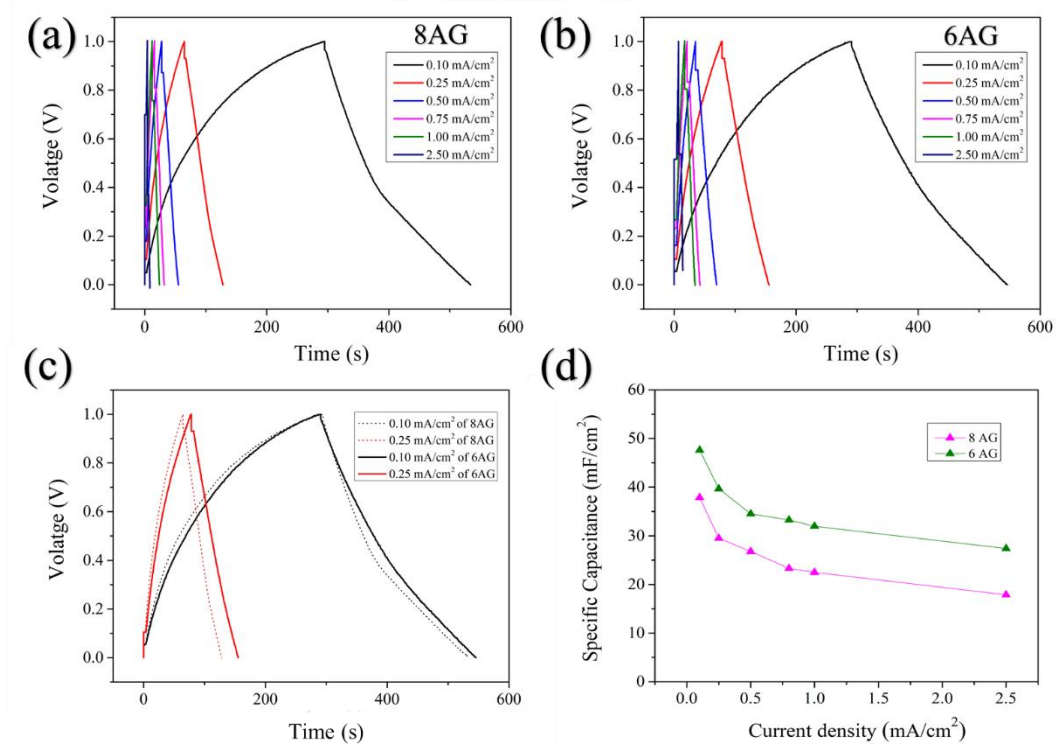 (a)
8AG
0.10 mA/cm²
0.25 mA/cm²
0.50 mA/cm²
0.75 mA/cm²
1.00 mA/cm²
2.50 mA/cm²
Volatge (V)
1.0
0.8
0.6
0.4
0.2
0.0
0
200
400
600
Time (s)
(b)
6AG
0.10 mA/cm²
0.25 mA/cm²
0.50 mA/cm²
0.75 mA/cm²
1.00 mA/cm²
2.50 mA/cm²
Volatge (V)
1.0
0.8
0.6
0.4
0.2
0.0
0
200
400
600
Time (s)
(c)
0.10 mA/cm² of 8AG
0.25 mA/cm² of 8AG
0.10 mA/cm² of 6AG
0.25 mA/cm² of 6AG
Volatge (V)
1.0
0.8
0.6
0.4
0.2
0.0
0
100
200
300
400
500
600
Time (s)
(d)
8 AG
6 AG
Specific Capacitance (mF/cm²)
60
50
40
30
20
10
0
0.0
0.5
1.0
1.5
2.0
2.5
Current density (mA/cm²)